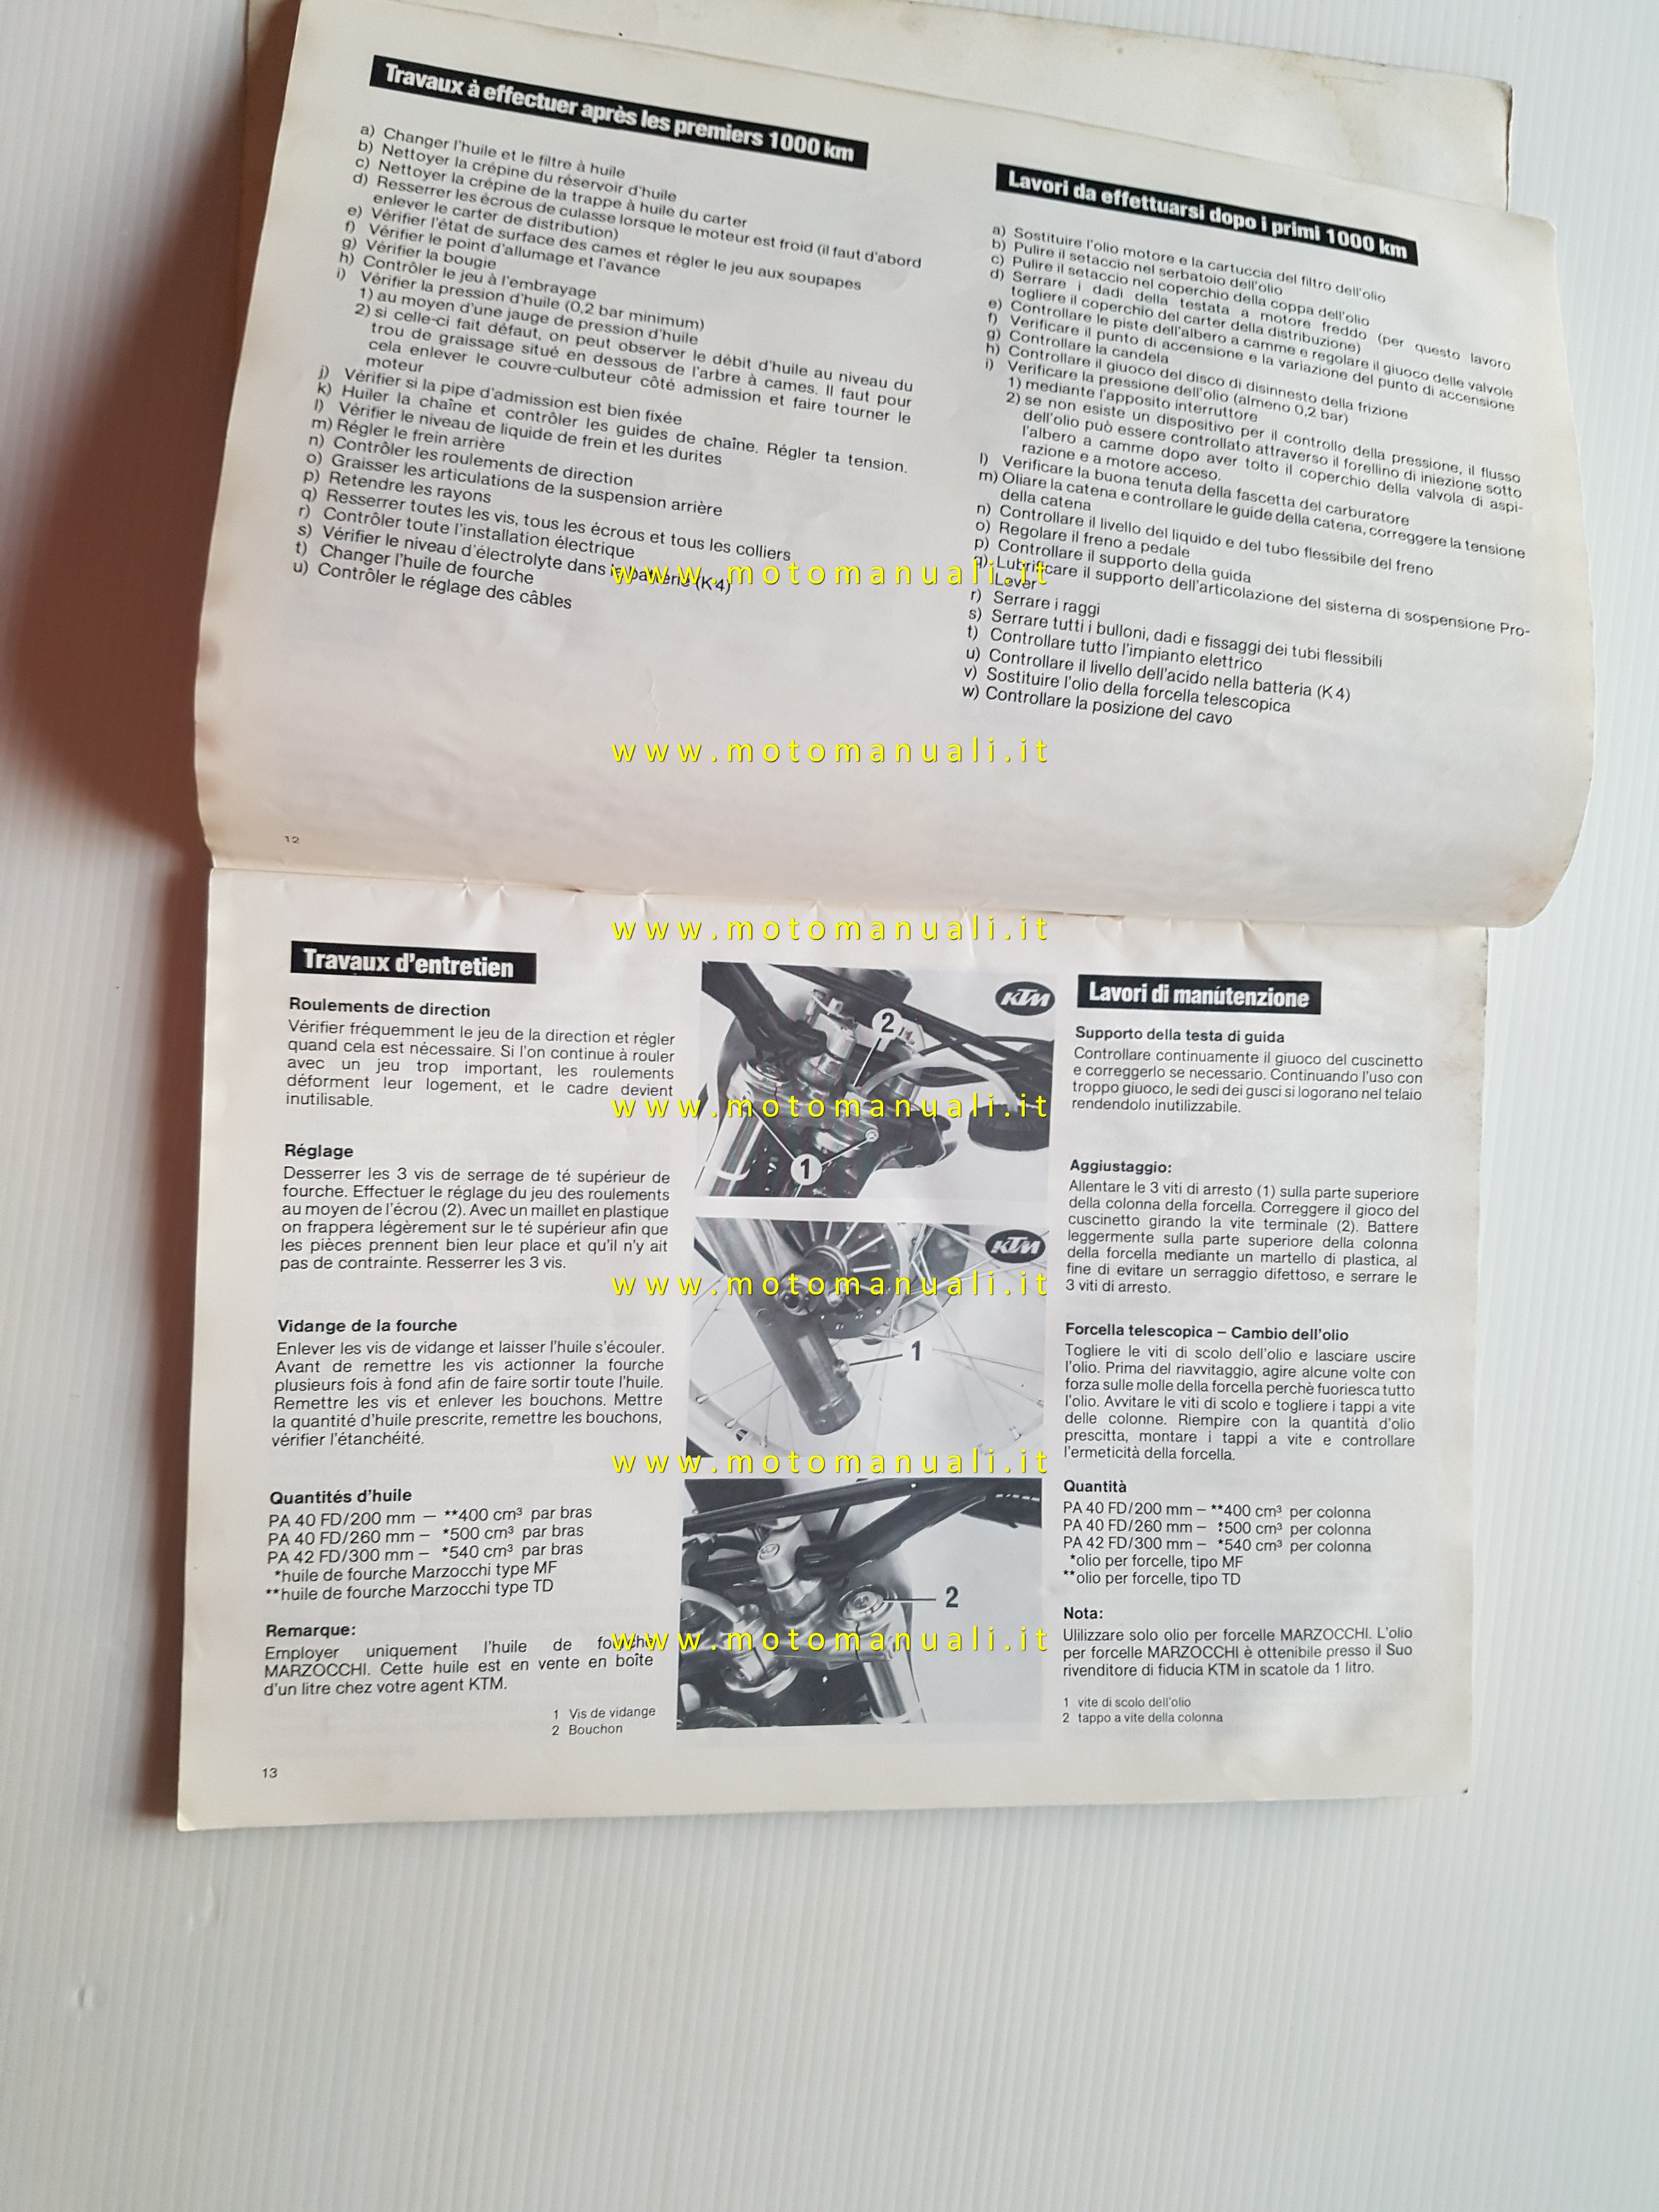 Travaux à effectuer après les premiers 1000 km
a) Changer l'huile et le filtre à huile
b) Nettoyer la crépine du réservoir d'huile
c) Nettoyer la crépine de la trappe à huile du carter
d) Resserrer les écrous de culasse lorsque le moteur est froid (il faut d'abord
enlever le carter de distribution)
e) Vérifier l'état de surface des cames et régler le jeu aux soupapes
f) Vérifier le point d'allumage et l'avance
g) Vérifier la bougie
h) Contrôler le jeu à l'embrayage
i) Vérifier la pression d'huile (0,2 bar minimum)
1) au moyen d'une jauge de pression d'huile
2) si celle-ci fait défaut, on peut observer le débit d'huile au niveau du
trou de graissage situé en dessous de l'arbre à cames. Il faut pour
cela enlever le couvre-culbuteur côté admission et faire tourner le
moteur
j) Vérifier si la pipe d'admission est bien fixée
k) Huiler la chaîne et contrôler les guides de chaîne. Régler ta tension.
l) Vérifier le niveau de liquide de frein et les durites
m) Régler le frein arrière
n) Contrôler les roulements de direction
o) Graisser les articulations de la suspension arrière
p) Retendre les rayons
q) Resserrer toutes les vis, tous les écrous et tous les colliers
r) Contrôler toute l'installation électrique
s) Vérifier le niveau d'électrolyte dans la batterie (K4)
t) Changer l'huile de fourche
u) Contrôler le réglage des câbles
12
Lavori da effettuarsi dopo i primi 1000 km
a) Sostituire l'olio motore e la cartuccia del filtro dell'olio
b) Pulire il setaccio nel serbatoio dell'olio
c) Pulire il setaccio nel coperchio della coppa dell'olio
d) Serrare i dadi della testata a motore freddo (per questo lavoro
togliere il coperchio del carter della distribuzione)
e) Controllare le piste dell'albero a camme e regolare il giuoco delle valvole
f) Verificare il punto di accensione e la variazione del punto di accensione
g) Controllare la candela
h) Controllare il giuoco del disco di disinnesto della frizione
i) Verificare la pressione dell'olio (almeno 0,2 bar)
1) mediante l'apposito interruttore
2) se non esiste un dispositivo per il controllo della pressione, il flusso
dell'olio può essere controllato attraverso il forellino di iniezione sotto
l'albero a camme dopo aver tolto il coperchio della valvola di aspi-
razione e a motore acceso.
l) Verificare la buona tenuta della fascetta del carburatore
m) Oliare la catena e controllare le guide della catena, correggere la tensione
della catena
n) Controllare il livello del liquido e del tubo flessibile del freno
o) Regolare il freno a pedale
p) Controllare il supporto della guida
q) Lubrificare il supporto dell'articolazione del sistema di sospensione Pro-
Lever
r) Serrare i raggi
s) Serrare tutti i bulloni, dadi e fissaggi dei tubi flessibili
t) Controllare tutto l'impianto elettrico
u) Controllare il livello dell'acido nella batteria (K4)
v) Sostituire l'olio della forcella telescopica
w) Controllare la posizione del cavo
www.motomanuali.it
www.motomanuali.it
www.motomanuali.it
www.motomanuali.it
www.motomanuali.it
www.motomanuali.it
www.motomanuali.it
Travaux d'entretien
Roulements de direction
Vérifier fréquemment le jeu de la direction et régler
quand cela est nécessaire. Si l'on continue à rouler
avec un jeu trop important, les roulements
déforment leur logement, et le cadre devient
inutilisable.
Réglage
Desserrer les 3 vis de serrage de té supérieur de
fourche. Effectuer le réglage du jeu des roulements
au moyen de l'écrou (2). Avec un maillet en plastique
on frappera légèrement sur le té supérieur afin que
les pièces prennent bien leur place et qu'il n'y ait
pas de contrainte. Resserrer les 3 vis.
Vidange de la fourche
Enlever les vis de vidange et laisser l'huile s'écouler.
Avant de remettre les vis actionner la fourche
plusieurs fois à fond afin de faire sortir toute l'huile.
Remettre les vis et enlever les bouchons. Mettre
la quantité d'huile prescrite, remettre les bouchons,
vérifier l'étanchéité.
Quantités d'huile
PA 40 FD/200 mm — **400 cm³ par bras
PA 40 FD/260 mm – *500 cm³ par bras
PA 42 FD/300 mm – *540 cm³ par bras
*huile de fourche Marzocchi type MF
**huile de fourche Marzocchi type TD
Remarque:
Employer uniquement l'huile de fourche
MARZOCCHI. Cette huile est en vente en boîte
d'un litre chez votre agent KTM.
1 Vis de vidange
2 Bouchon
13
KTM
2
1
KTM
1
2
Lavori di manútenzione
Supporto della testa di guida
Controllare continuamente il giuoco del cuscinetto
e correggerlo se necessario. Continuando l'uso con
troppo giuoco, le sedi dei gusci si logorano nel telaio
rendendolo inutilizzabile.
Aggiustaggio:
Allentare le 3 viti di arresto (1) sulla parte superiore
della colonna della forcella. Correggere il gioco del
cuscinetto girando la vite terminale (2). Battere
leggermente sulla parte superiore della colonna
della forcella mediante un martello di plastica, al
fine di evitare un serraggio difettoso, e serrare le
3 viti di arresto.
Forcella telescopica – Cambio dell'olio
Togliere le viti di scolo dell'olio e lasciare uscire
l'olio. Prima del riavvitaggio, agire alcune volte con
forza sulle molle della forcella perchè fuoriesca tutto
l'olio. Avvitare le viti di scolo e togliere i tappi a vite
delle colonne. Riempire con la quantità d'olio
prescitta, montare i tappi a vite e controllare
l'ermeticità della forcella.
Quantità
PA 40 FD/200 mm – **400 cm³ per colonna
PA 40 FD/260 mm – *500 cm³ per colonna
PA 42 FD/300 mm – *540 cm³ per colonna
*olio per forcelle, tipo MF
**olio per forcelle, tipo TD
Nota:
Ulilizzare solo olio per forcelle MARZOCCHI. L'olio
per forcelle MARZOCCHI è ottenibile presso il Suo
rivenditore di fiducia KTM in scatole da 1 litro.
1 vite di scolo dell'olio
2 tappo a vite della colonna